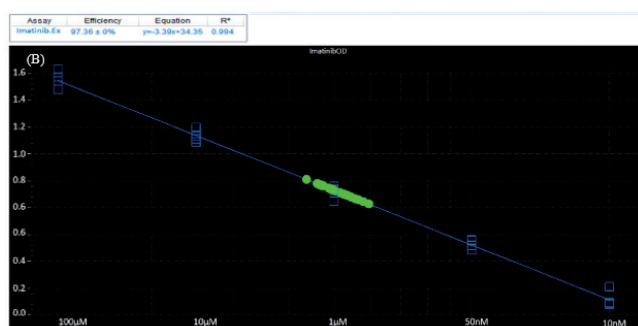 Assay Efficiency Equation R²
Imatinib.Ex 97.36 ± 0% y=-3.39x+34.35 0.994
(B)
ImatinibOD
1.6
1.4
1.2
1.0
0.8
0.6
0.4
0.2
0.0
100µM 10µM 1µM 50nM 10nM